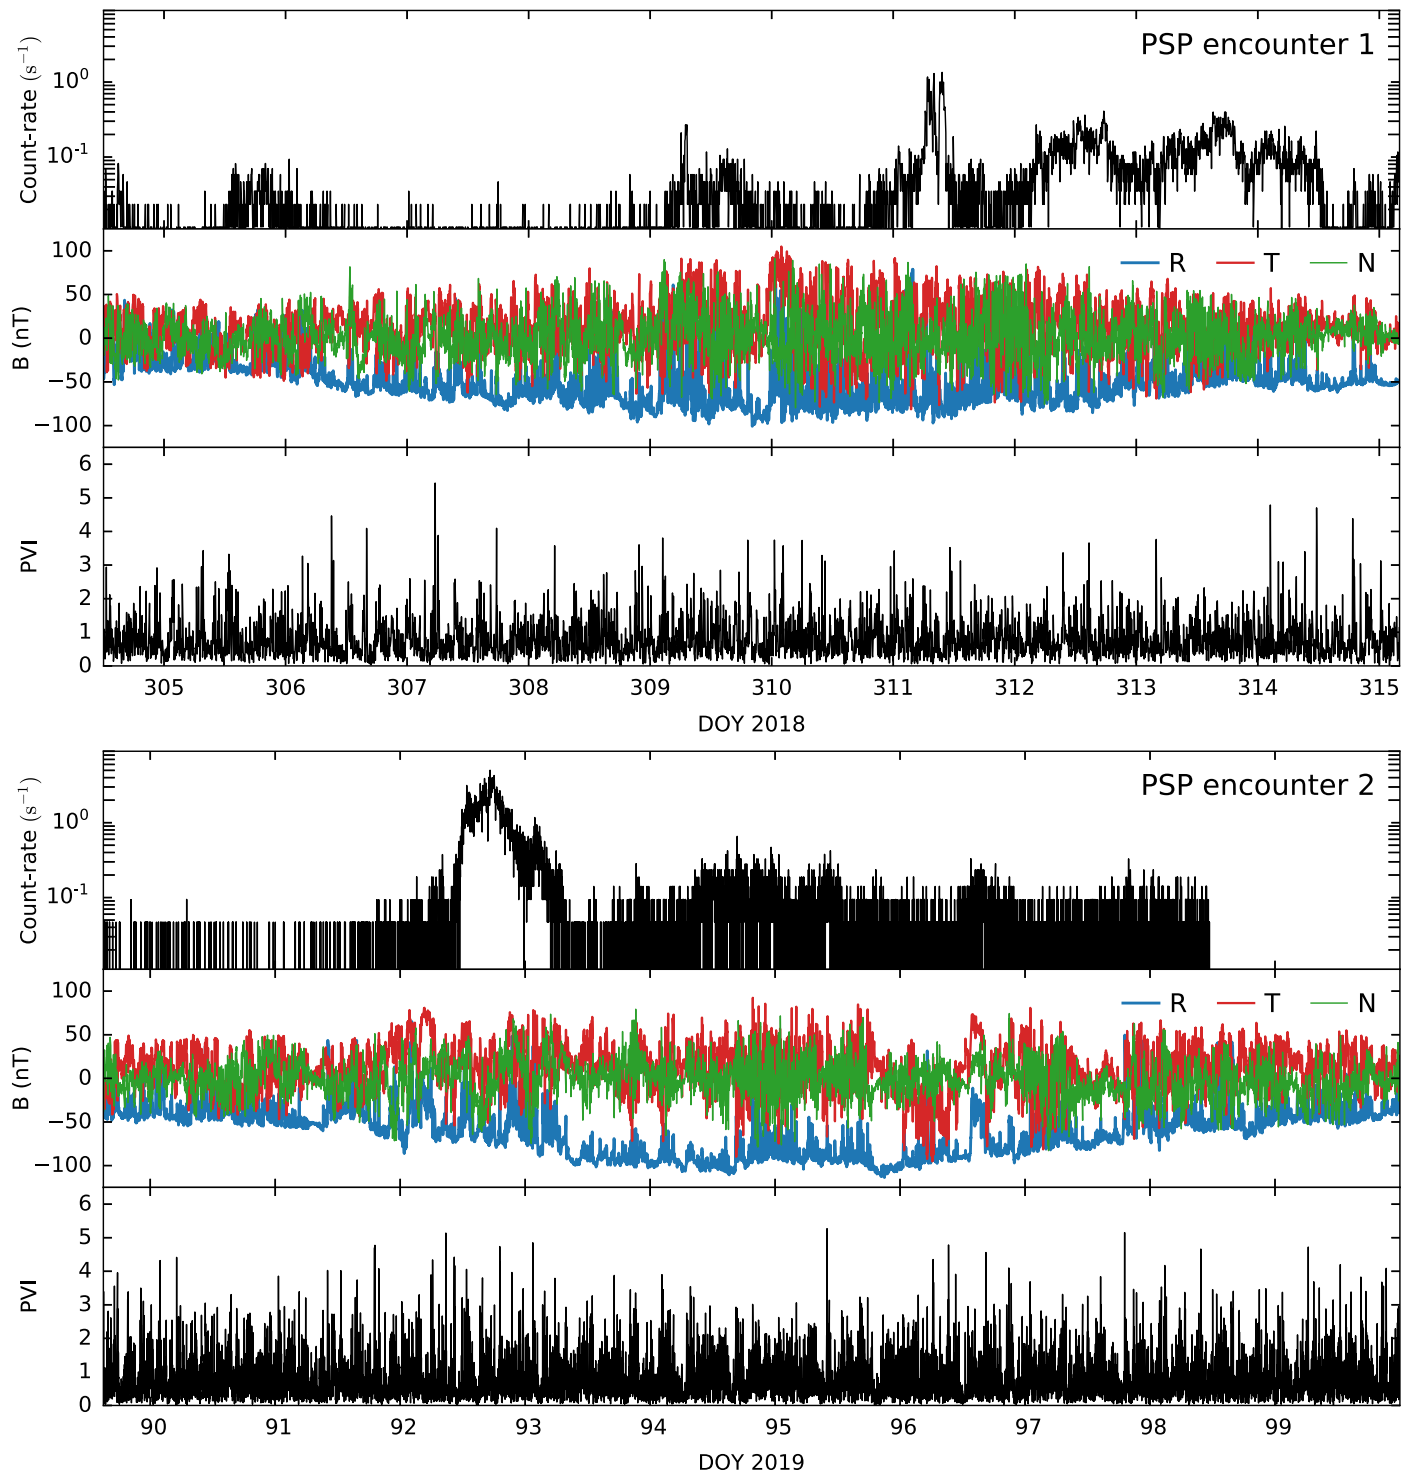 PSP encounter 1
Count-rate (s⁻¹)
10⁰
10⁻¹
R T N
B (nT)
100
50
0
−50
−100
PVI
6
5
4
3
2
1
0
305 306 307 308 309 310 311 312 313 314 315
DOY 2018
PSP encounter 2
Count-rate (s⁻¹)
10⁰
10⁻¹
R T N
B (nT)
100
50
0
−50
−100
PVI
6
5
4
3
2
1
0
90 91 92 93 94 95 96 97 98 99
DOY 2019